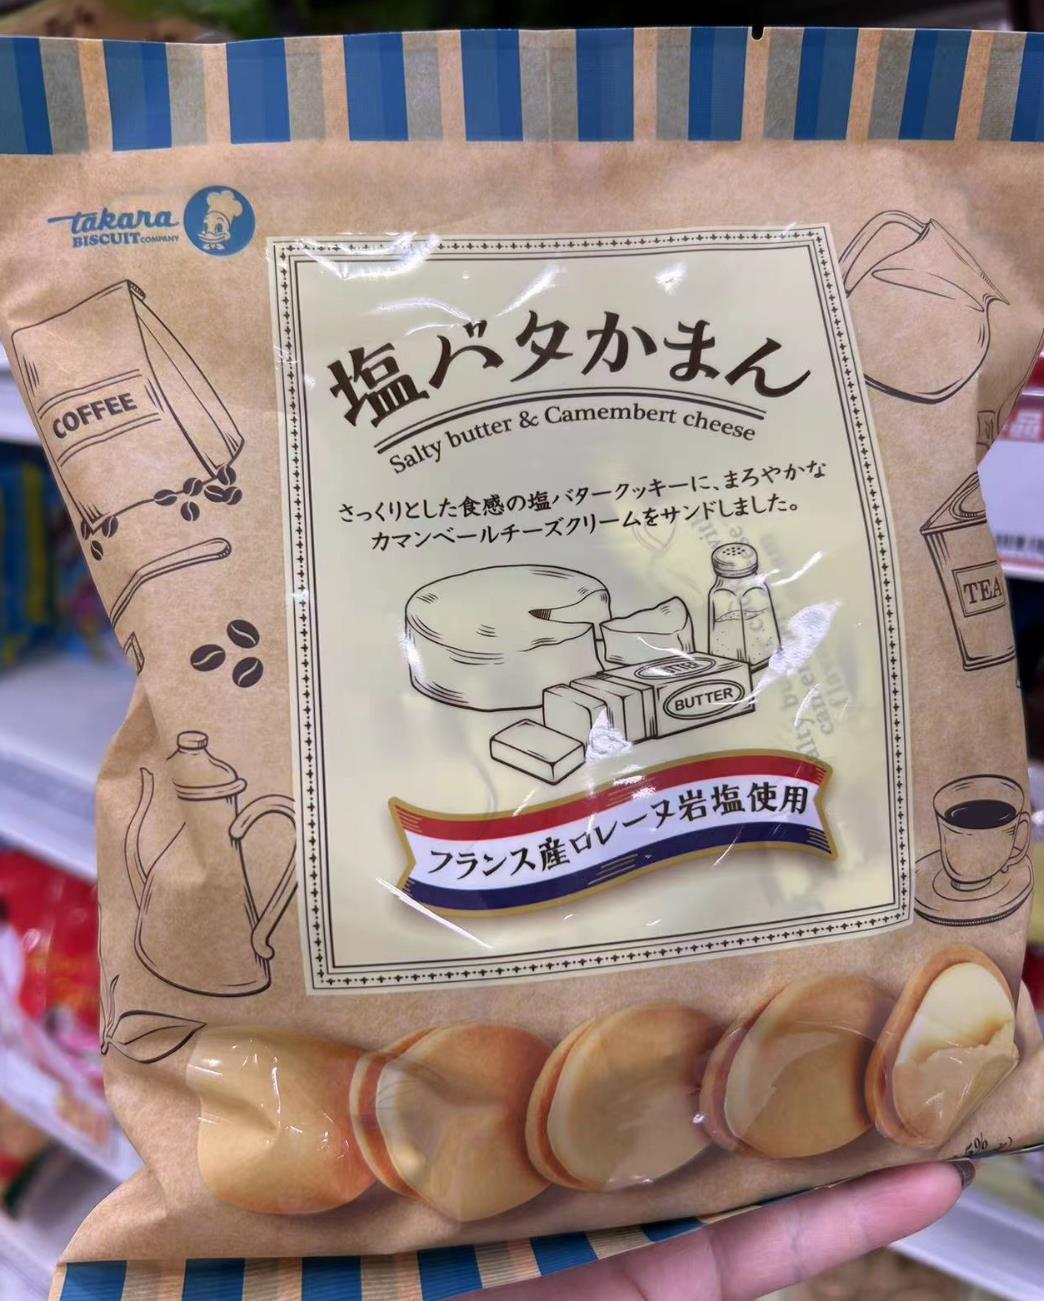 takara
BISCUIT COMPANY
塩バタかまん
Salty butter & Camembert cheese
さっくりとした食感の塩バタークッキーに、まろやかな
カマンベールチーズクリームをサンドしました。
COFFEE
TEA
BUTTER
フランス産ロレーヌ岩塩使用